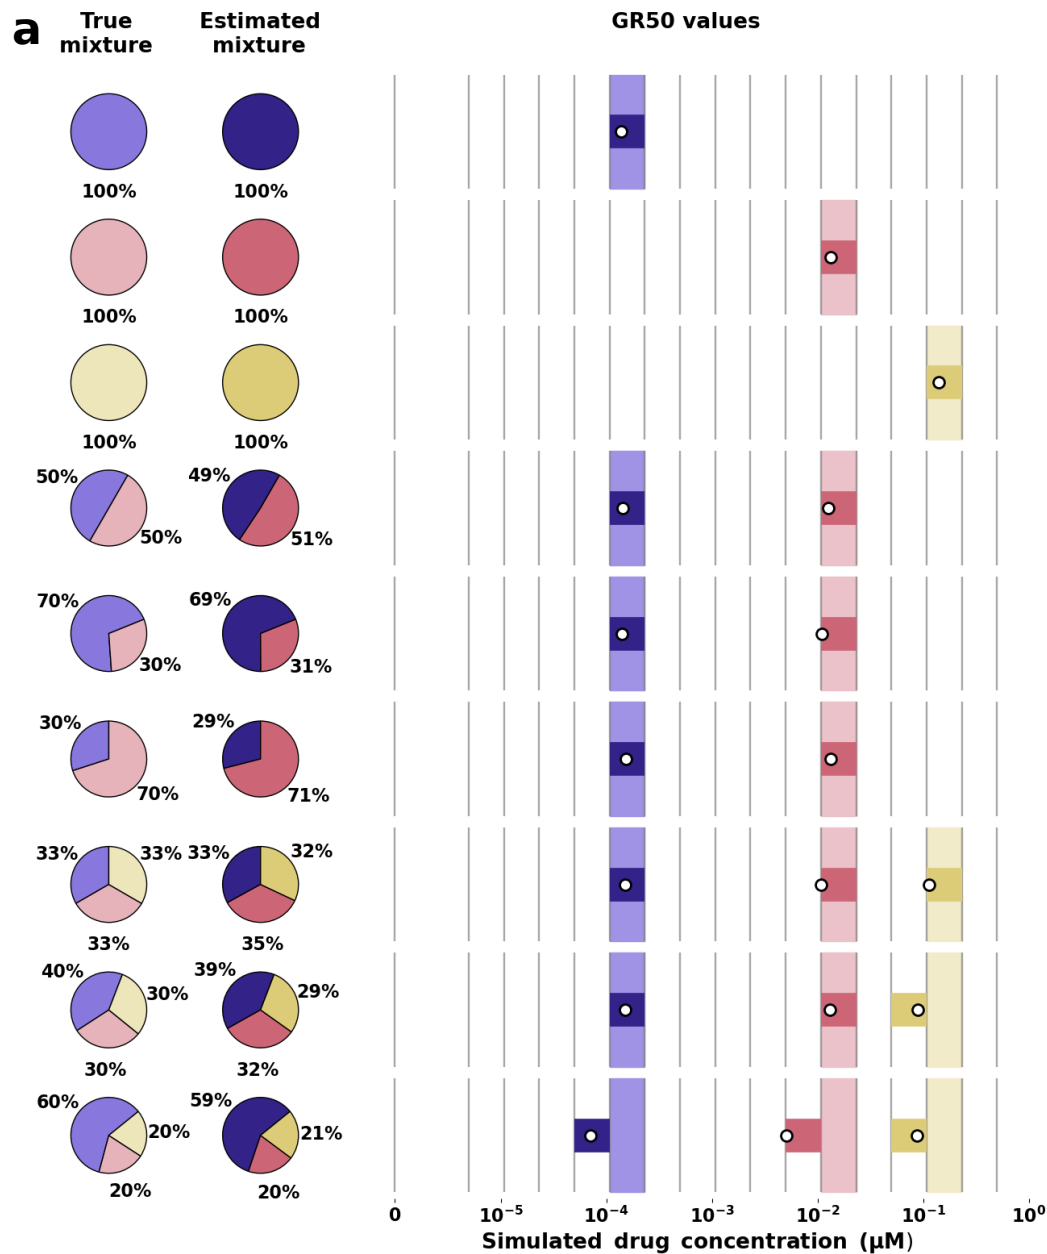 a
True mixture
Estimated mixture
GR50 values
100% 100%
100% 100%
100% 100%
50% 49%
50% 51%
70% 69%
30% 31%
30% 29%
70% 71%
33% 33% 33% 32%
33% 35%
40% 30% 39% 29%
30% 32%
60% 20% 59% 21%
20% 20%
0 10⁻⁵ 10⁻⁴ 10⁻³ 10⁻² 10⁻¹ 10⁰
Simulated drug concentration (μM)